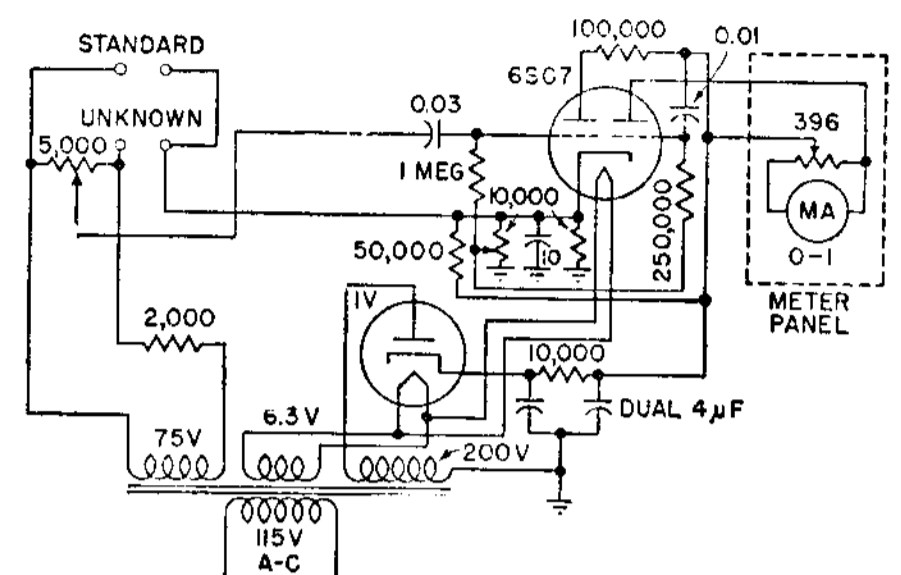 STANDARD
UNKNOWN
5,000
2,000
75V
6.3V
200V
115V
A-C
0.03
1 MEG
50,000
10,000
10
1V
6SC7
100,000
0.01
250,000
10,000
DUAL 4µF
396
MA
0-1
METER
PANEL